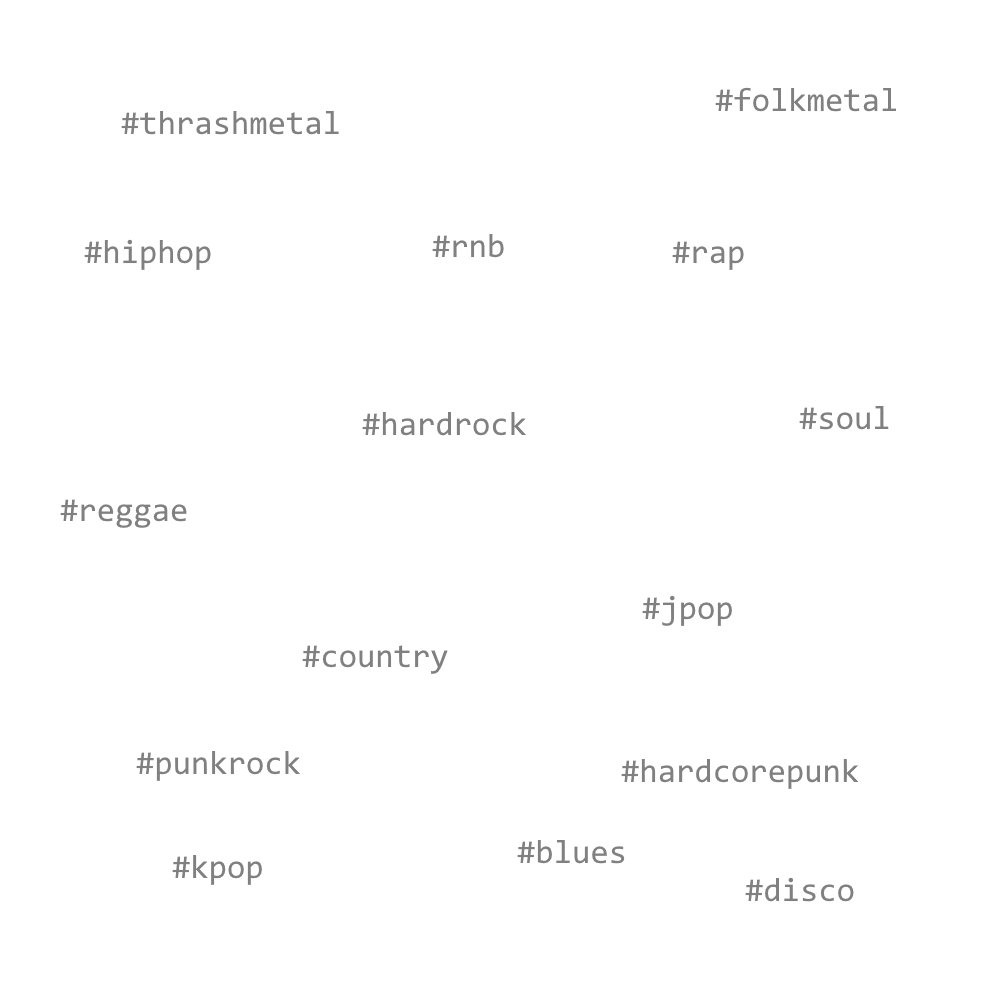 #folkmetal
#thrashmetal
#hiphop
#rnb
#rap
#hardrock
#soul
#reggae
#jpop
#country
#punkrock
#hardcorepunk
#kpop
#blues
#disco